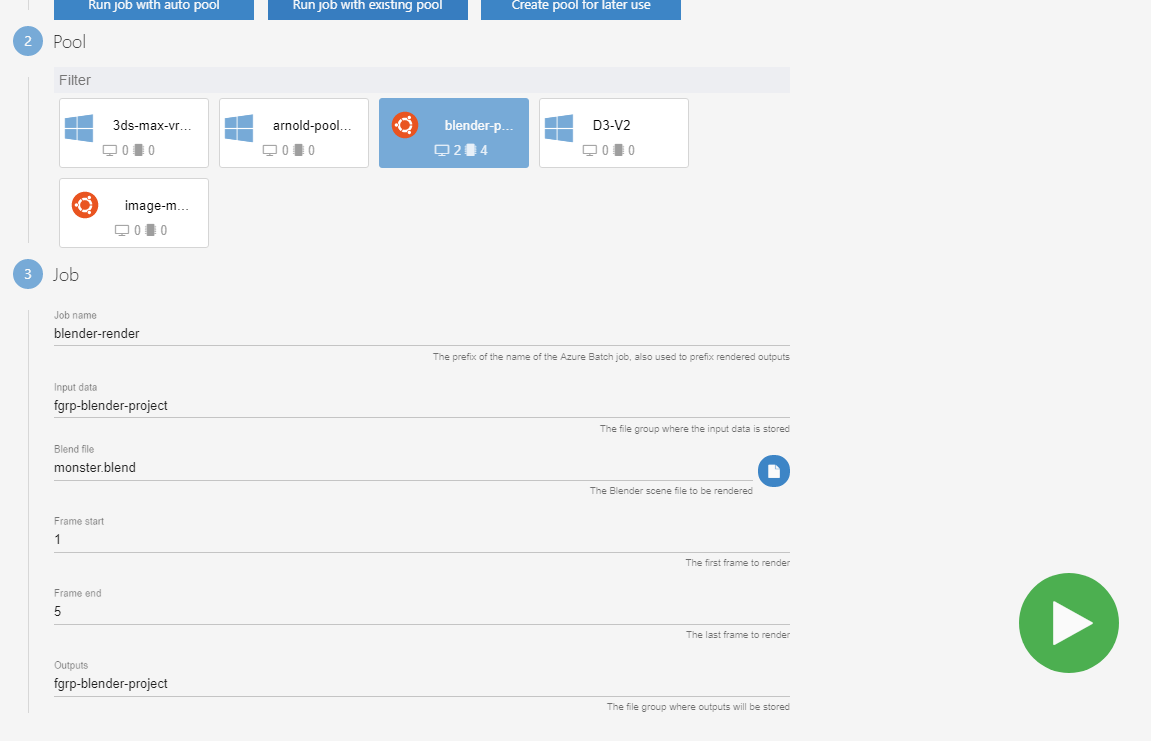 Run job with auto pool
Run job with existing pool
Create pool for later use
2
Pool
Filter
3ds-max-vr...
0 0
arnold-pool...
0 0
blender-p...
2 4
D3-V2
0 0
image-m...
0 0
3
Job
Job name
blender-render
The prefix of the name of the Azure Batch job, also used to prefix rendered outputs
Input data
fgrp-blender-project
The file group where the input data is stored
Blend file
monster.blend
The Blender scene file to be rendered
Frame start
1
The first frame to render
Frame end
5
The last frame to render
Outputs
fgrp-blender-project
The file group where outputs will be stored